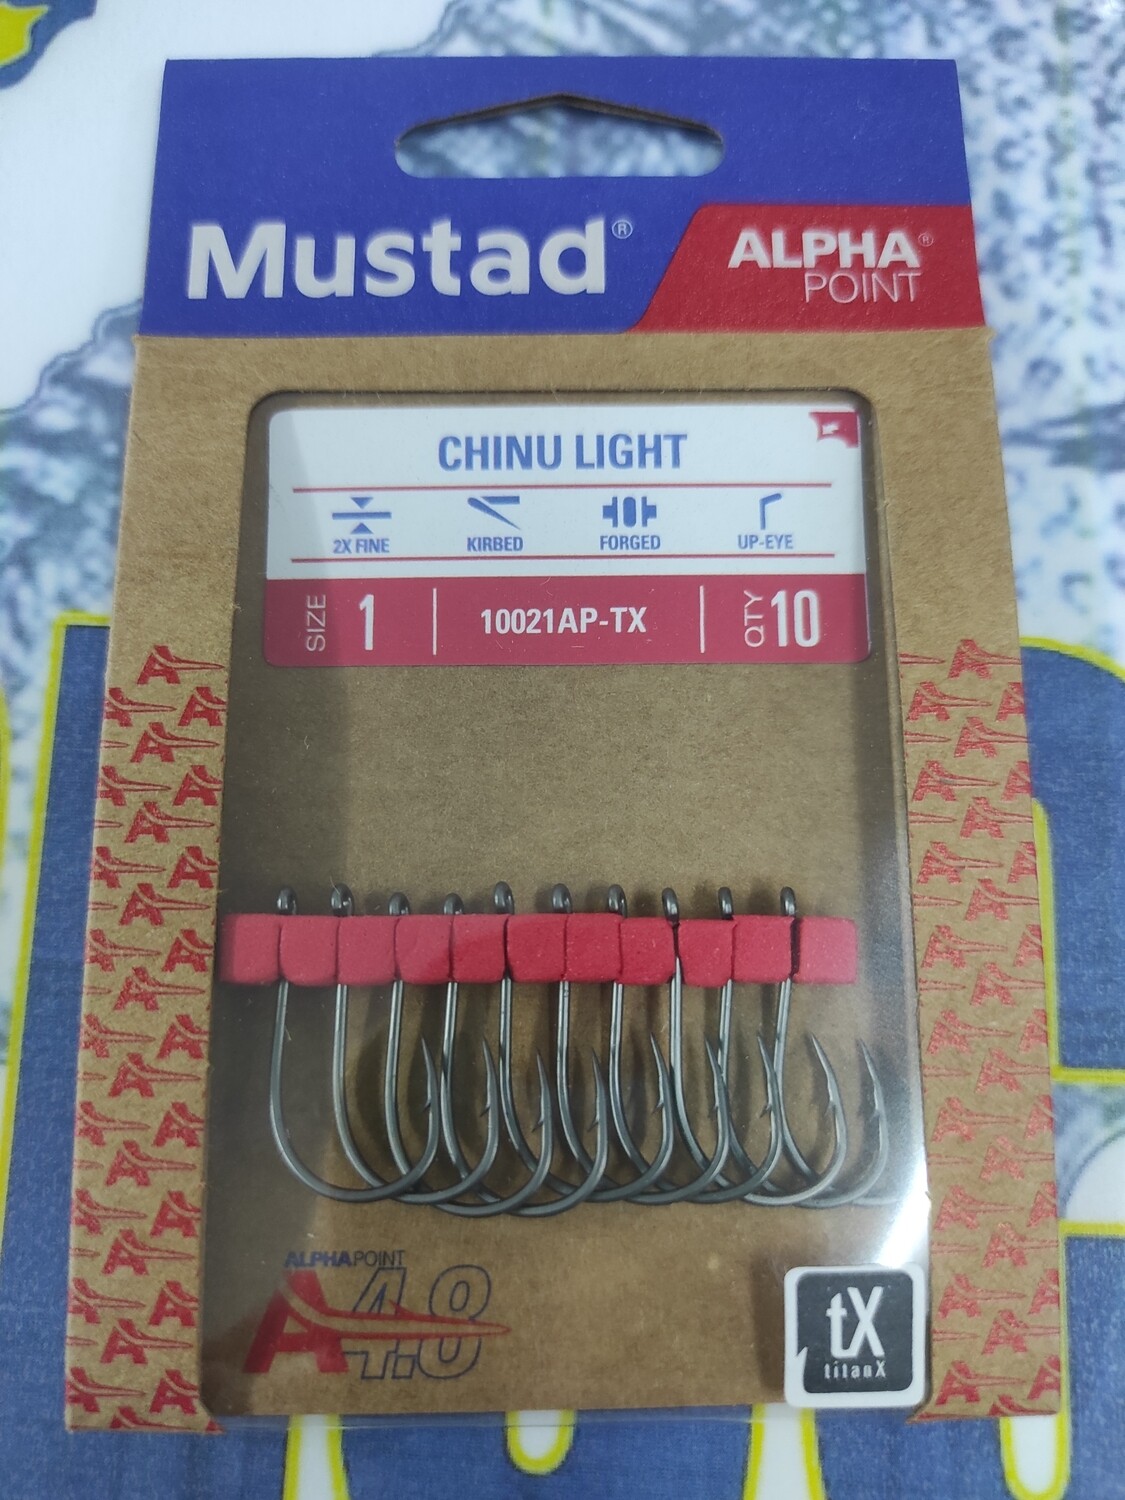 Mustad®
ALPHA®
POINT
CHINU LIGHT
2X FINE KIRBED FORGED UP-EYE
SIZE 1 10021AP-TX QTY 10
ALPHAPOINT
A 4.8
tX
titanX